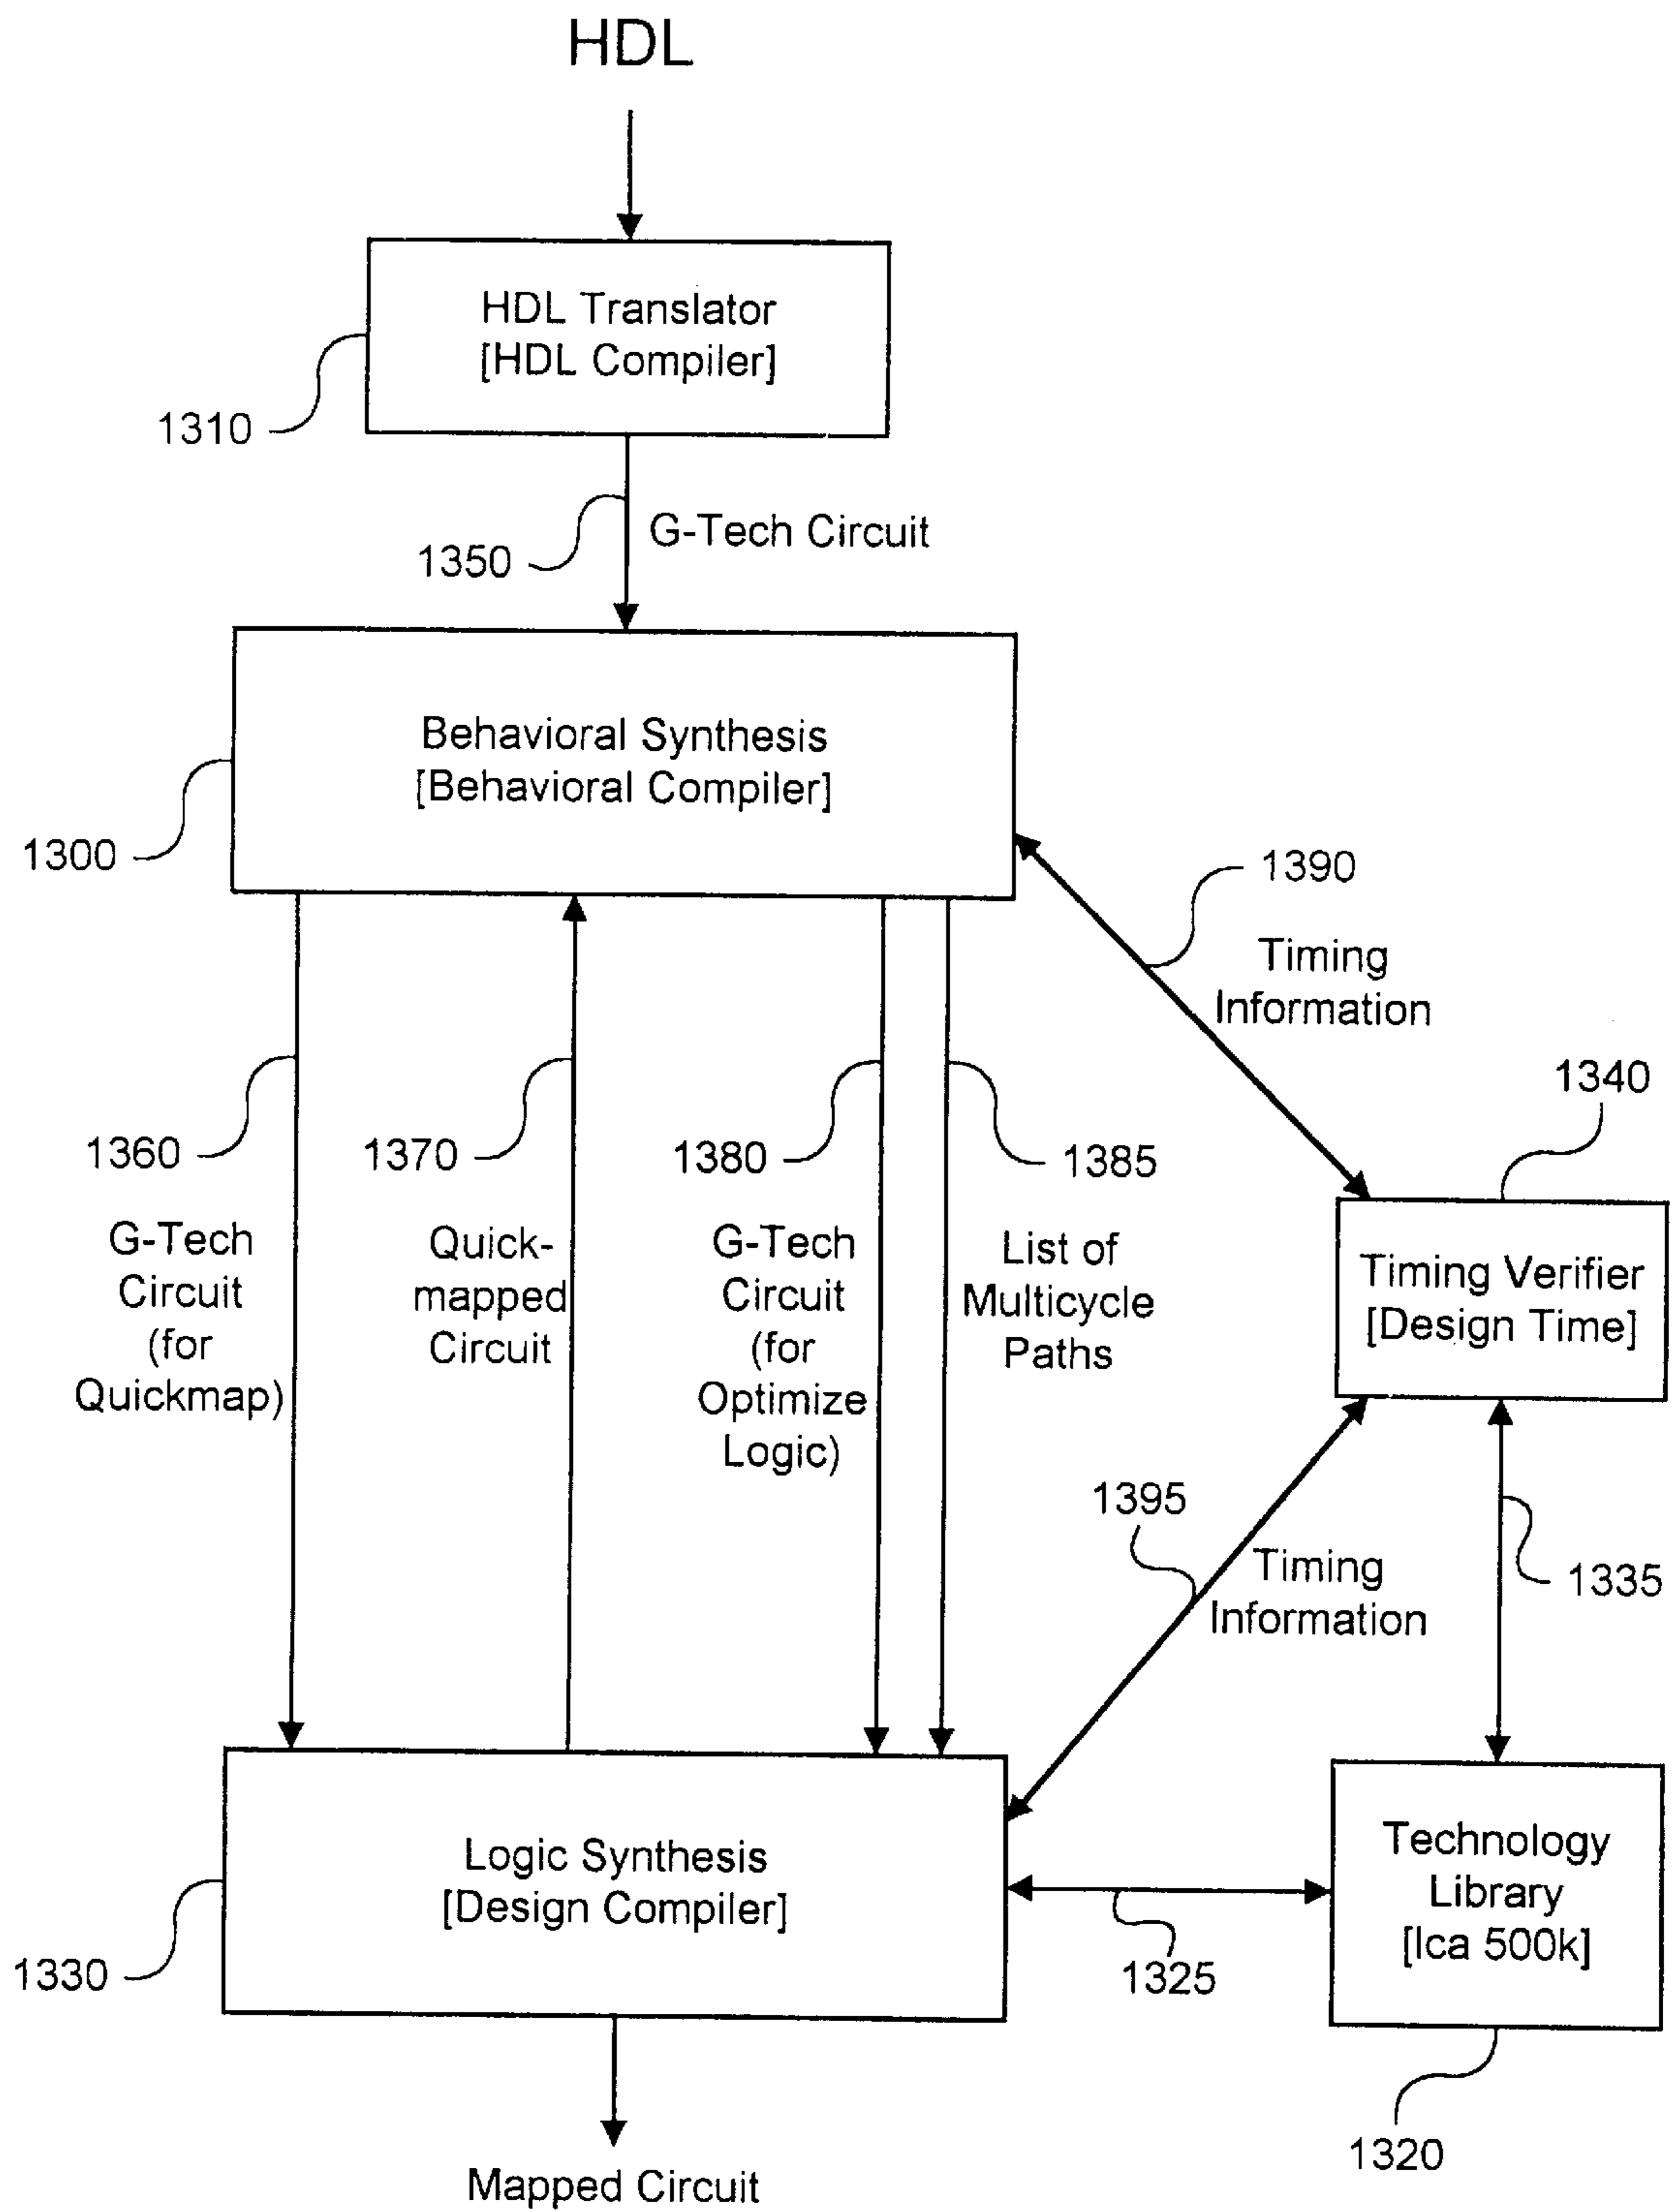 HDL
HDL Translator
[HDL Compiler]
1310
1350
G-Tech Circuit
Behavioral Synthesis
[Behavioral Compiler]
1300
1390
Timing
Information
1340
1360
1370
1380
1385
G-Tech
Circuit
(for
Quickmap)
Quick-
mapped
Circuit
G-Tech
Circuit
(for
Optimize
Logic)
List of
Multicycle
Paths
Timing Verifier
[Design Time]
1395
Timing
Information
1335
Logic Synthesis
[Design Compiler]
1330
1325
Technology
Library
[lca 500k]
1320
Mapped Circuit